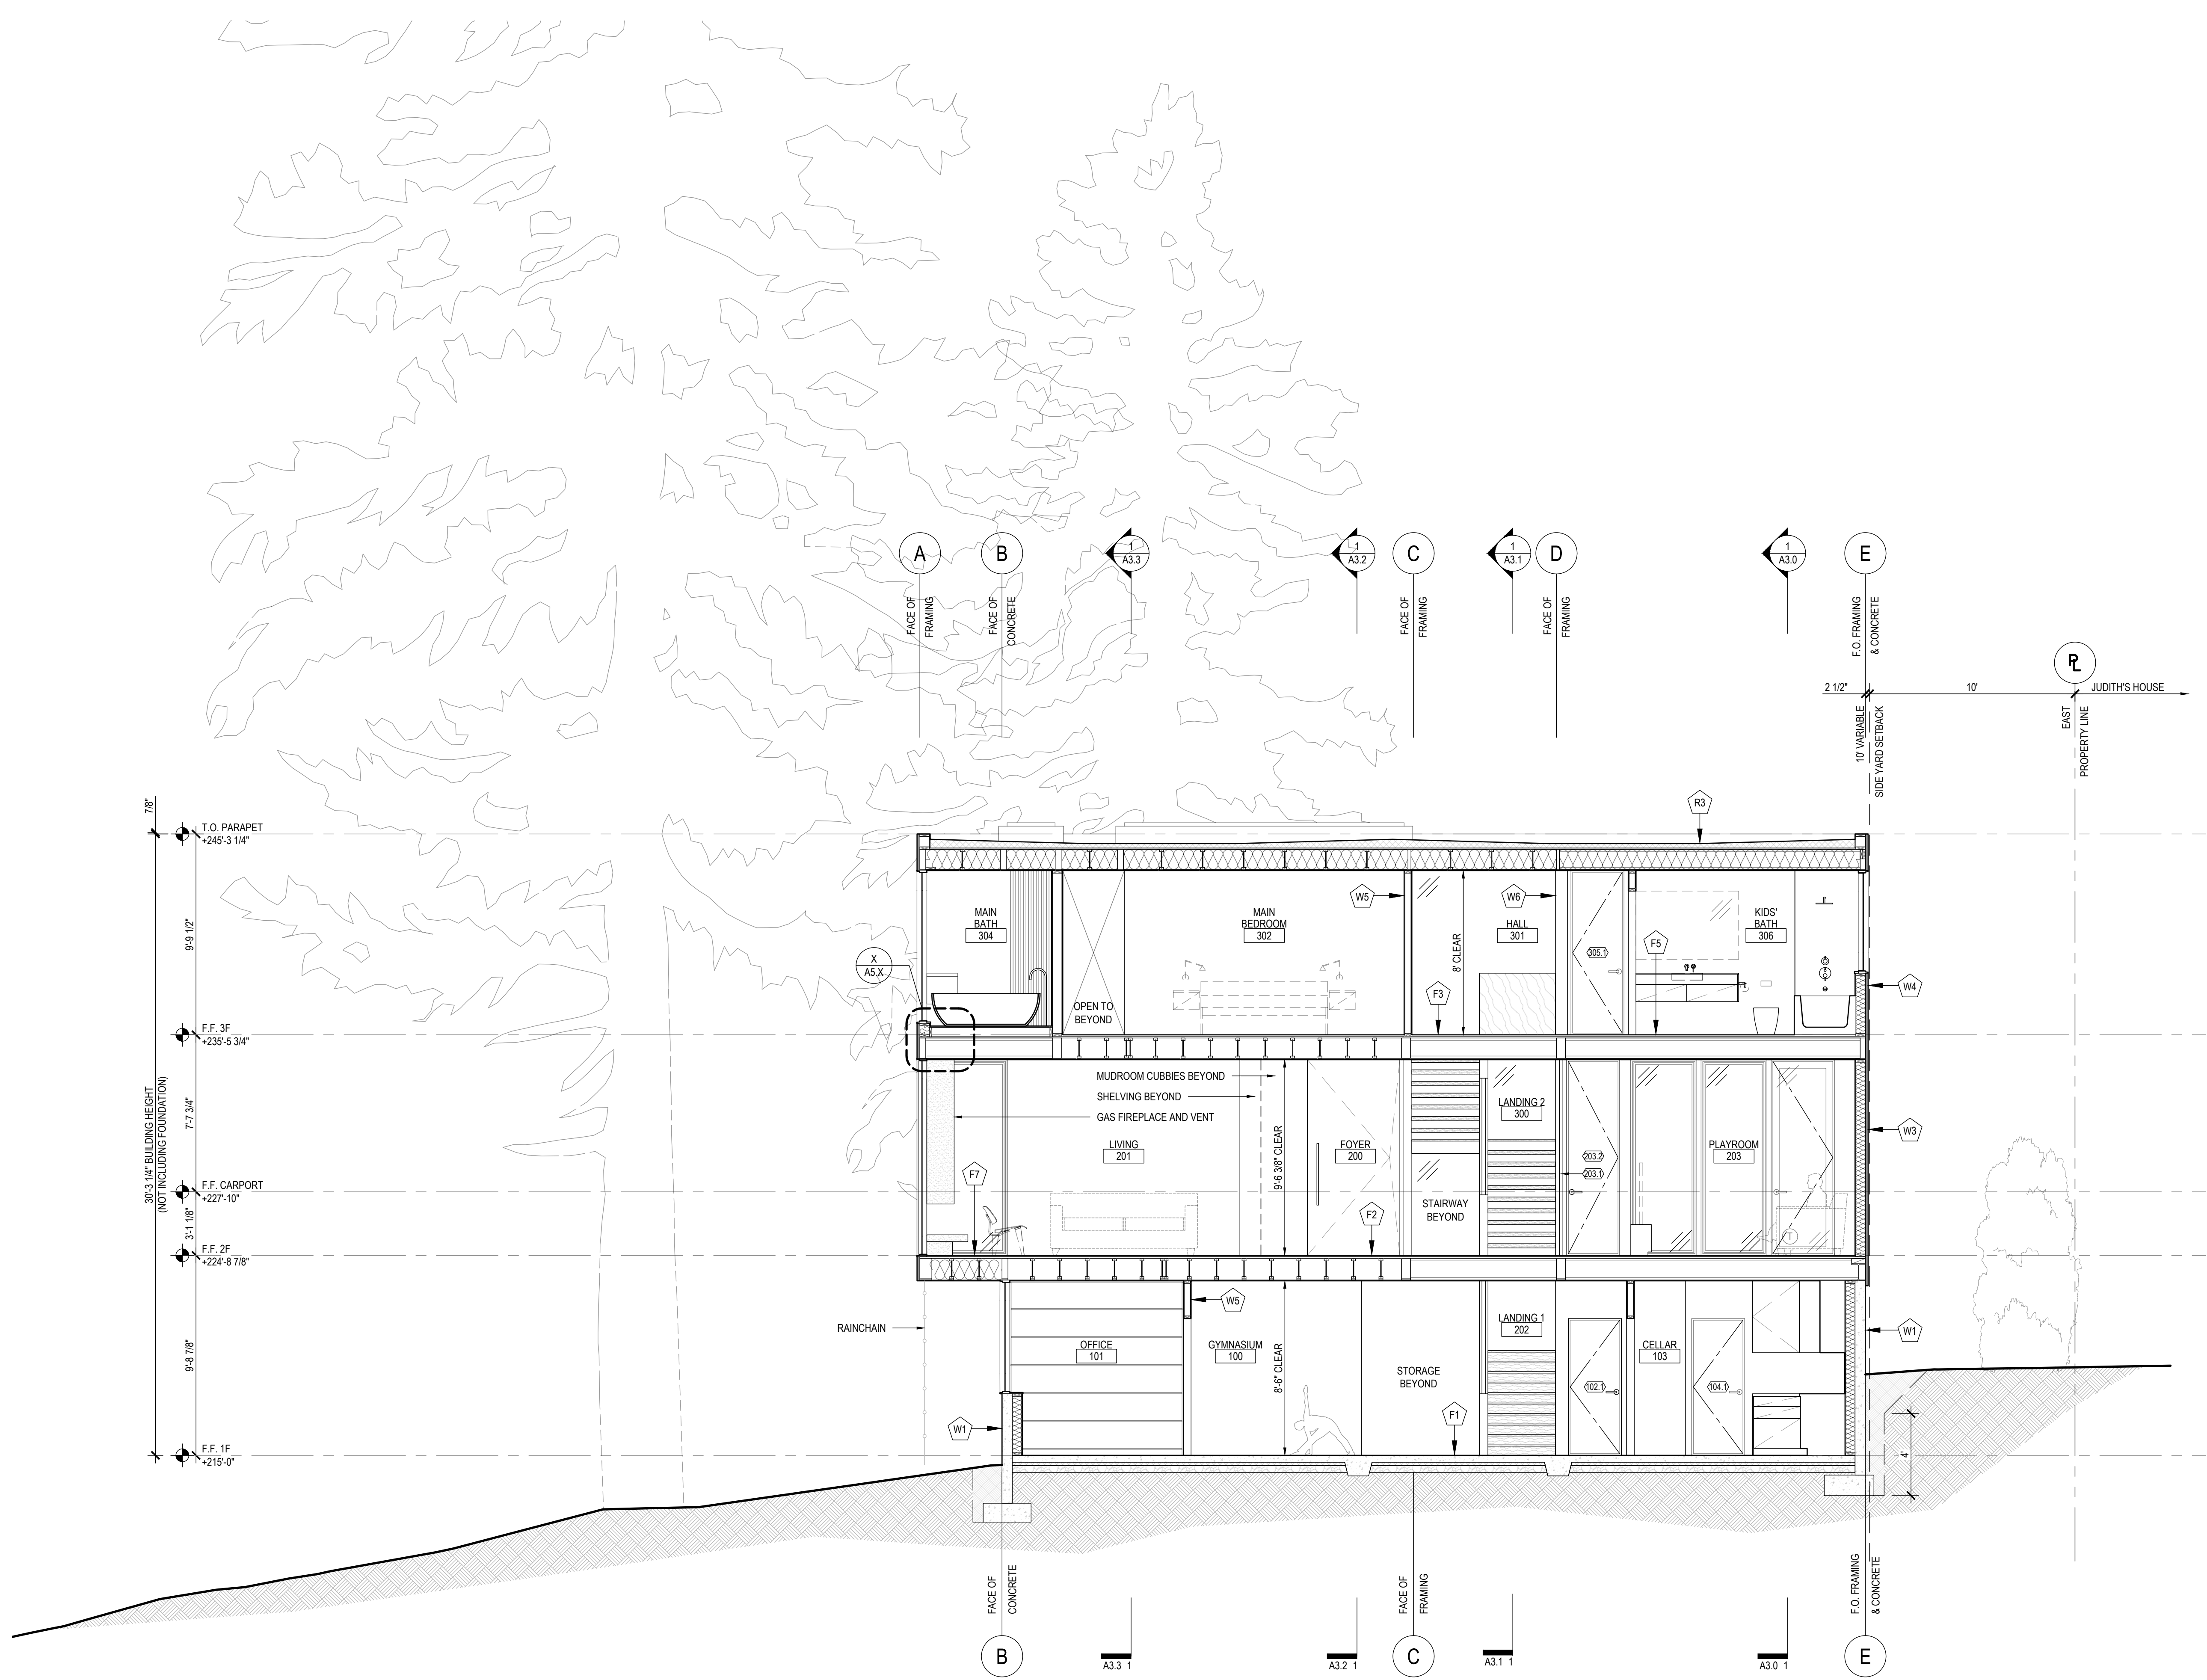 A
B
1
A3.3
1
A3.2
C
1
A3.1
D
1
A3.0
E
FACE OF
FRAMING
FACE OF
CONCRETE
FACE OF
FRAMING
FACE OF
FRAMING
F.O. FRAMING
& CONCRETE
PL
2 1/2"
10'
JUDITH'S HOUSE
10' VARIABLE
SIDE YARD SETBACK
EAST
PROPERTY LINE
7/8"
T.O. PARAPET
+245'-3 1/4"
R3
9'-9 1/2"
MAIN
BATH
304
MAIN
BEDROOM
302
W5
W6
HALL
301
8' CLEAR
305.1
F5
KIDS'
BATH
306
X
A5.X
OPEN TO
BEYOND
F3
W4
F.F. 3F
+235'-5 3/4"
30'-3 1/4" BUILDING HEIGHT
(NOT INCLUDING FOUNDATION)
7'-7 3/4"
MUDROOM CUBBIES BEYOND
SHELVING BEYOND
GAS FIREPLACE AND VENT
LANDING 2
300
W3
LIVING
201
9'-6 3/8" CLEAR
FOYER
200
203.2
203.1
PLAYROOM
203
F7
F.F. CARPORT
+227'-10"
STAIRWAY
BEYOND
F2
3'-1 1/8"
T
F.F. 2F
+224'-8 7/8"
W5
RAINCHAIN
9'-8 7/8"
OFFICE
101
GYMNASIUM
100
8'-6" CLEAR
LANDING 1
202
CELLAR
103
W1
STORAGE
BEYOND
102.1
104.1
W1
F1
F.F. 1F
+215'-0"
4'
FACE OF
CONCRETE
FACE OF
FRAMING
F.O. FRAMING
& CONCRETE
B
A3.3 1
A3.2 1
C
A3.1 1
A3.0 1
E